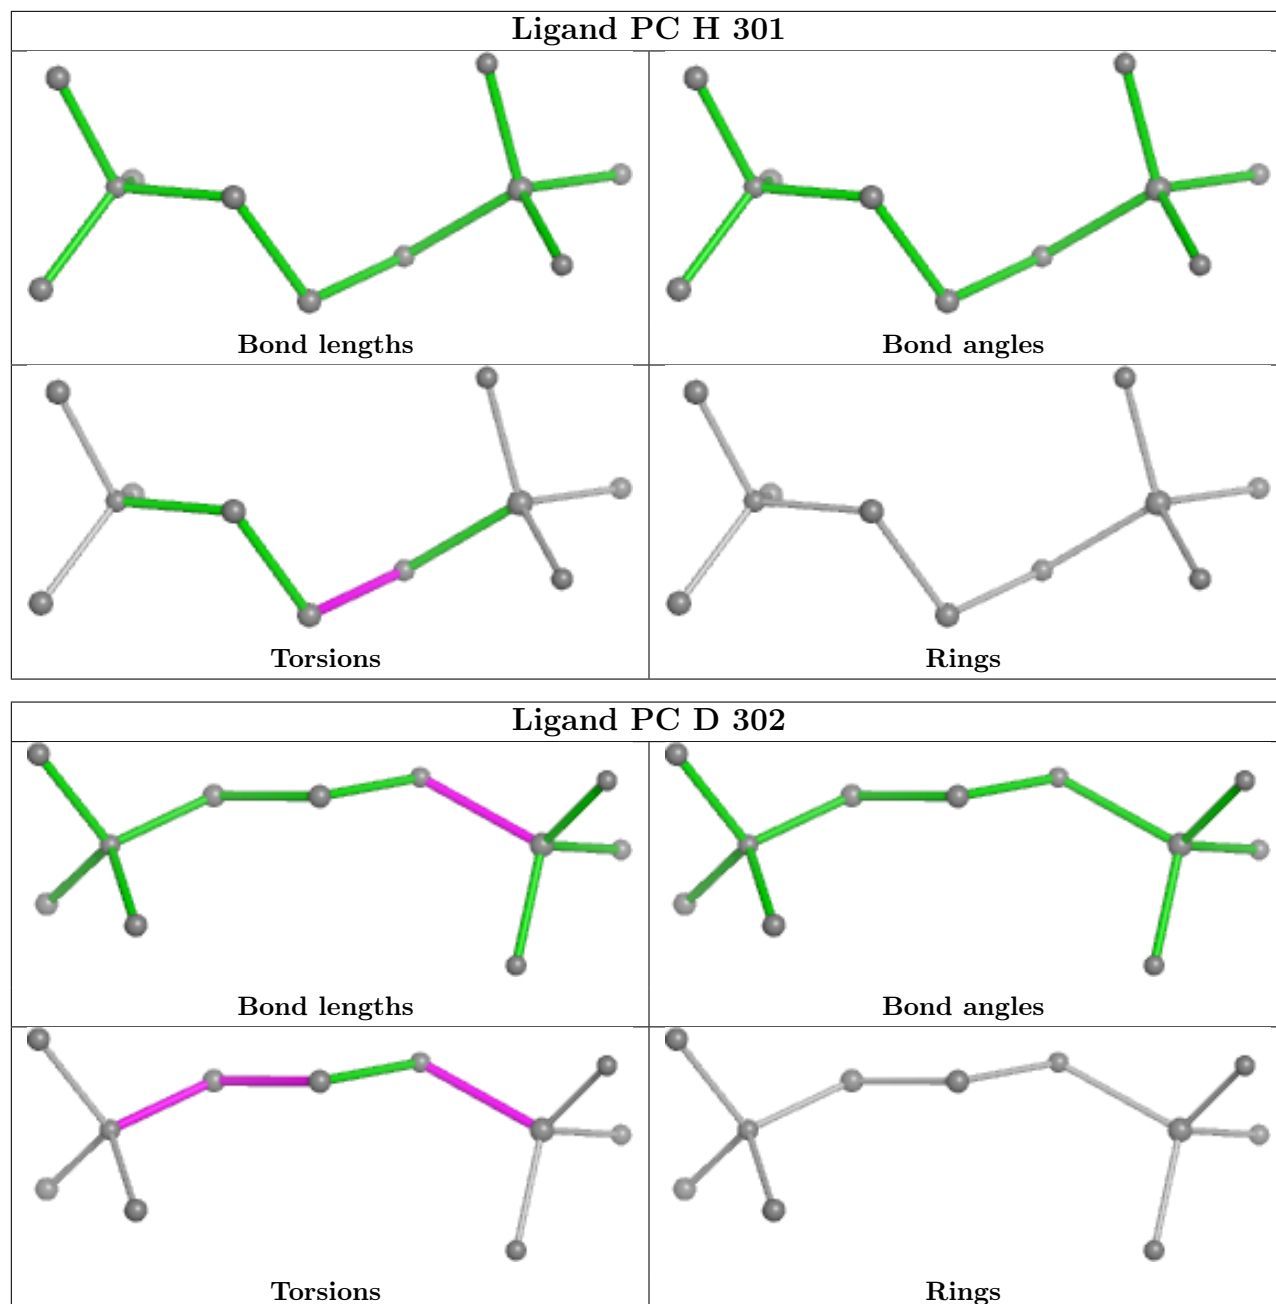 Ligand PC H 301
Bond lengths
Bond angles
Torsions
Rings
Ligand PC D 302
Bond lengths
Bond angles
Torsions
Rings